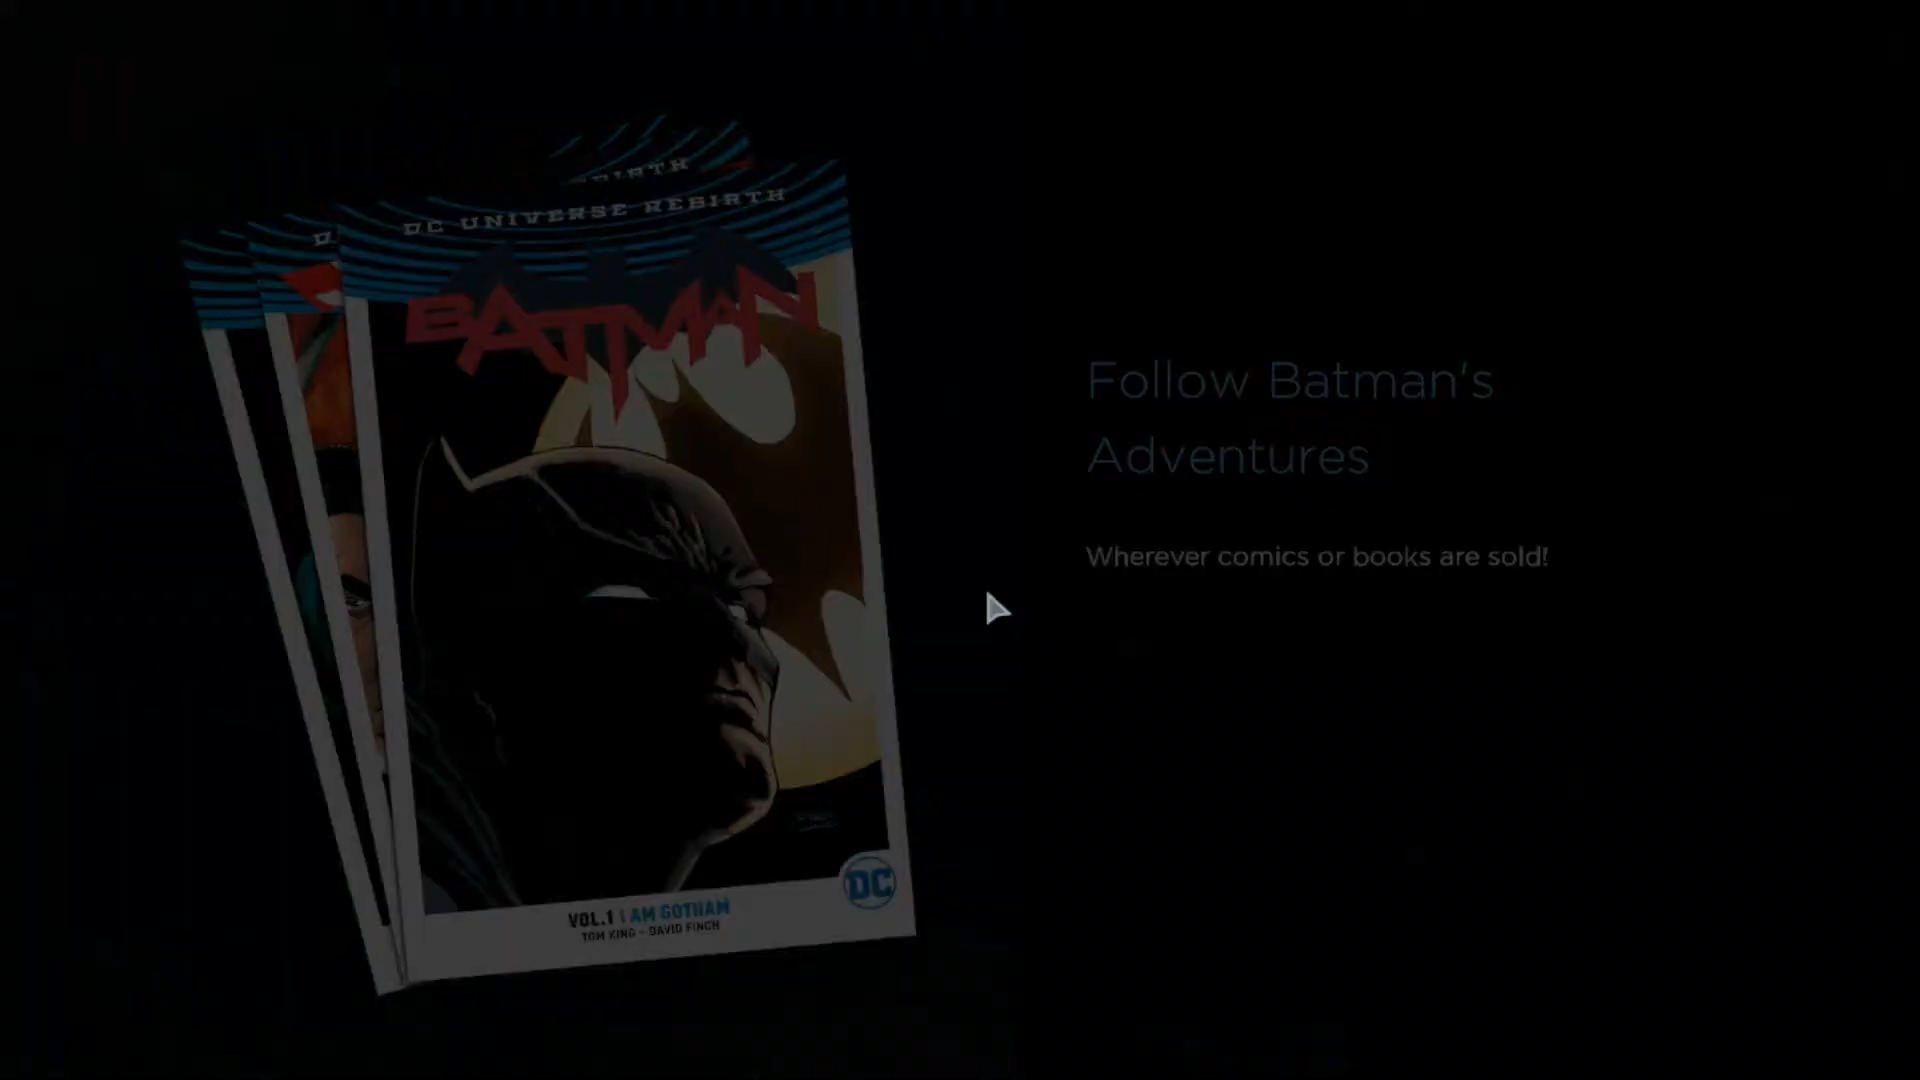 BIRTH
D
DC UNIVERSE REBIRTH
BATMAN
Follow Batman's
Adventures
Wherever comics or books are sold!
DC
VOL.1 | I AM GOTHAM
TOM KING - DAVID FINCH